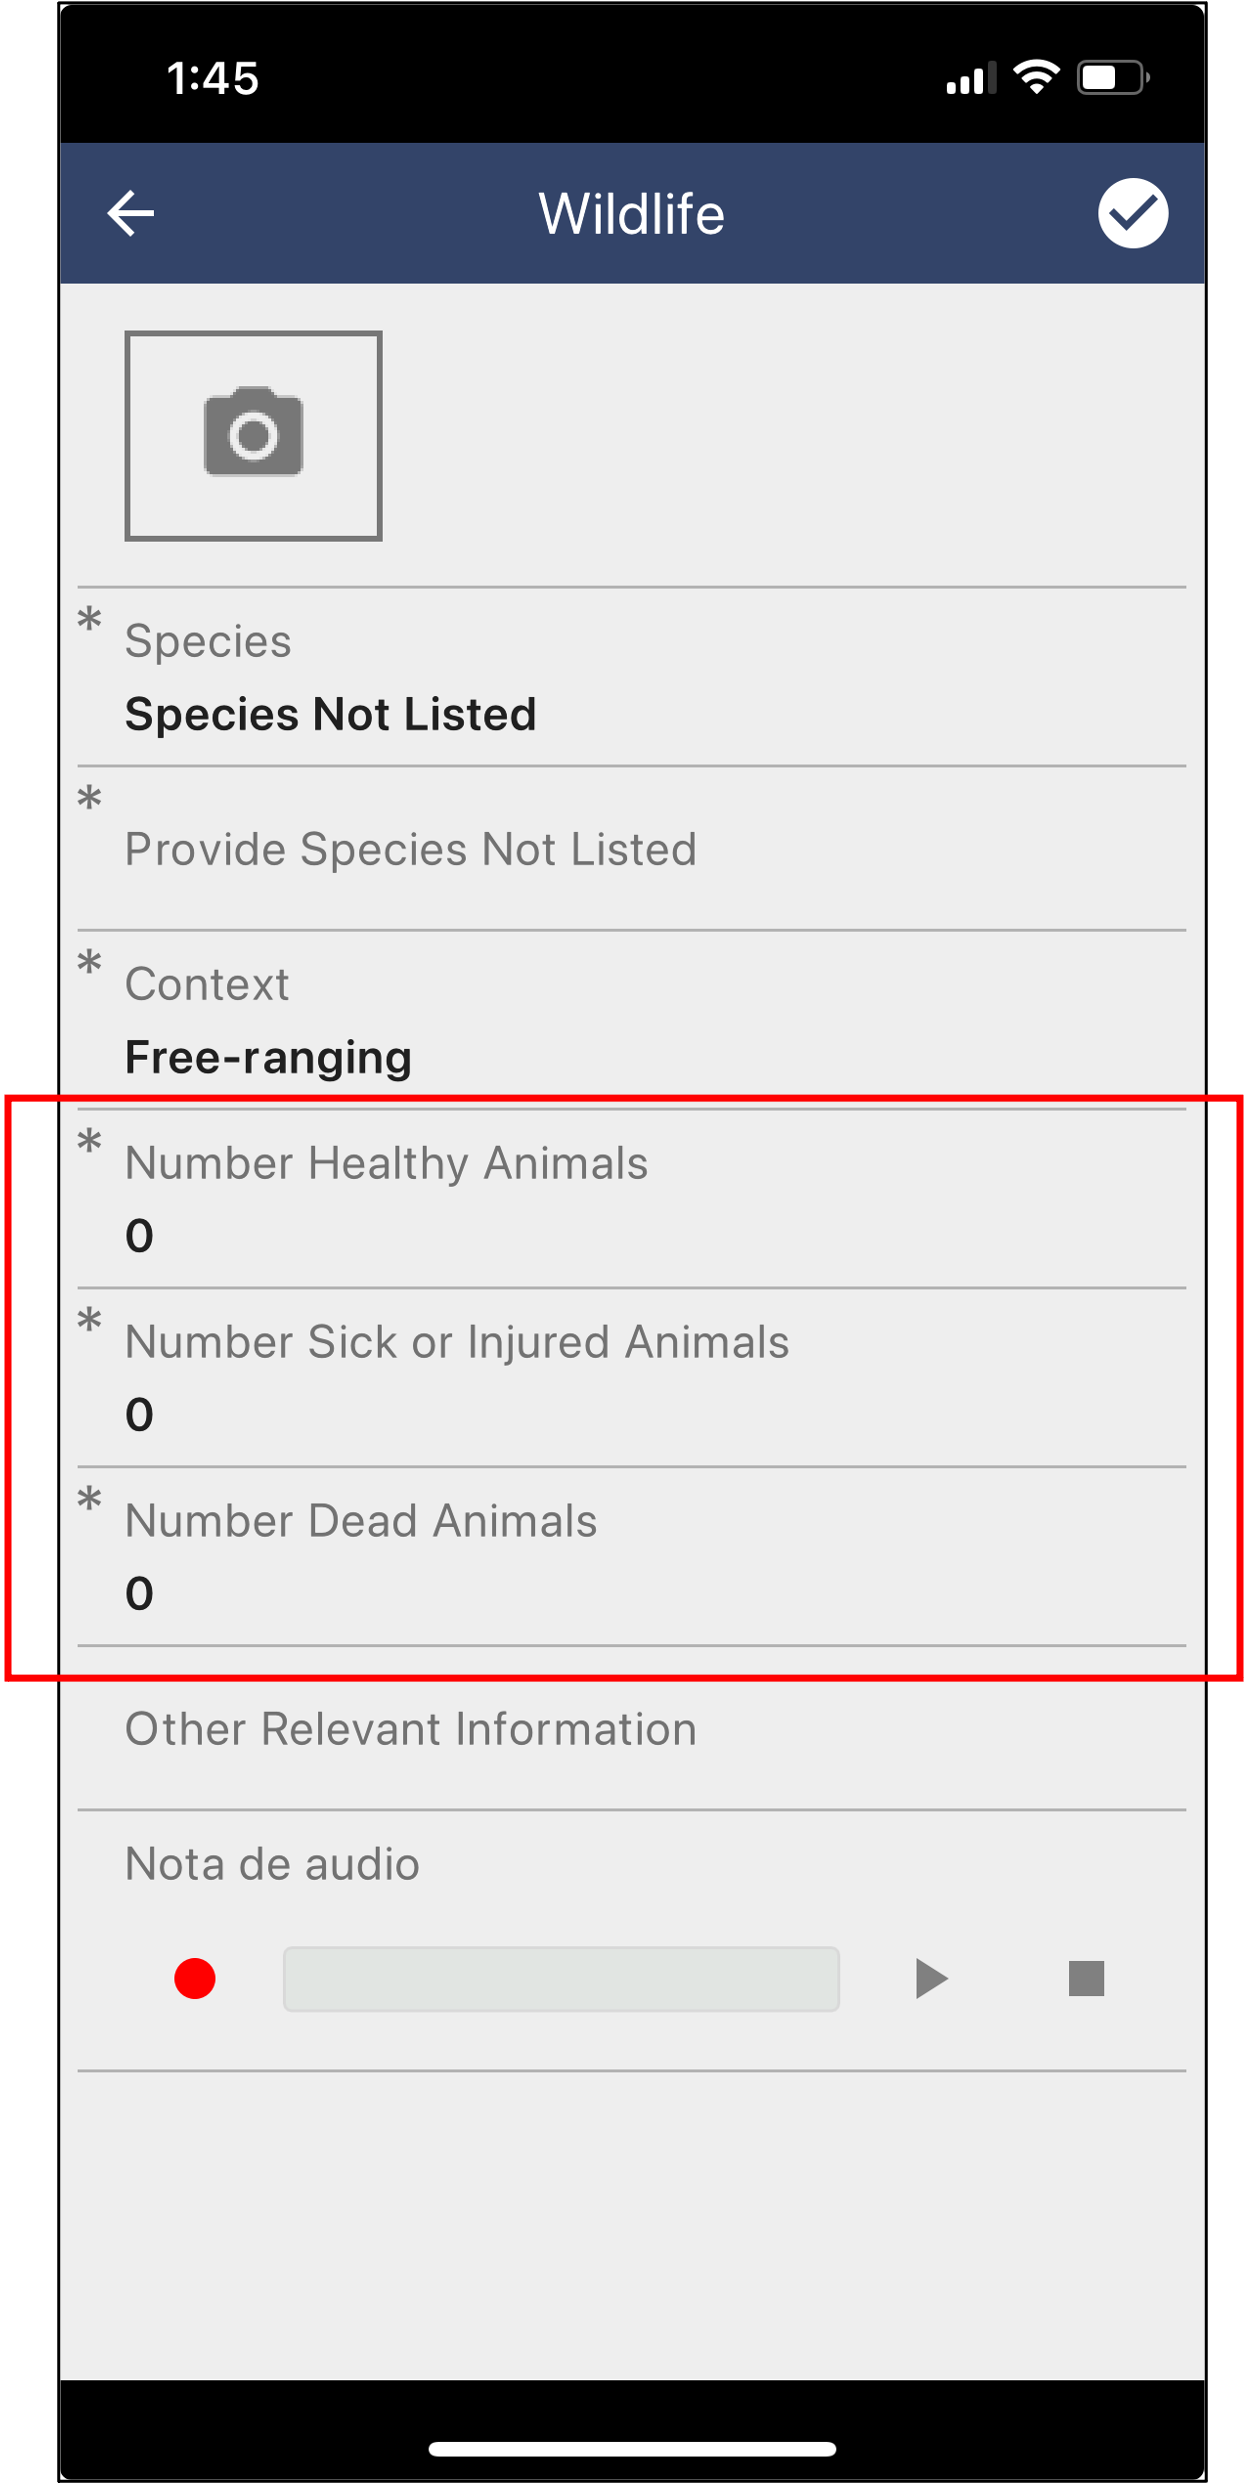 1:45
Wildlife
* Species
Species Not Listed
*
Provide Species Not Listed
* Context
Free-ranging
* Number Healthy Animals
0
* Number Sick or Injured Animals
0
* Number Dead Animals
0
Other Relevant Information
Nota de audio